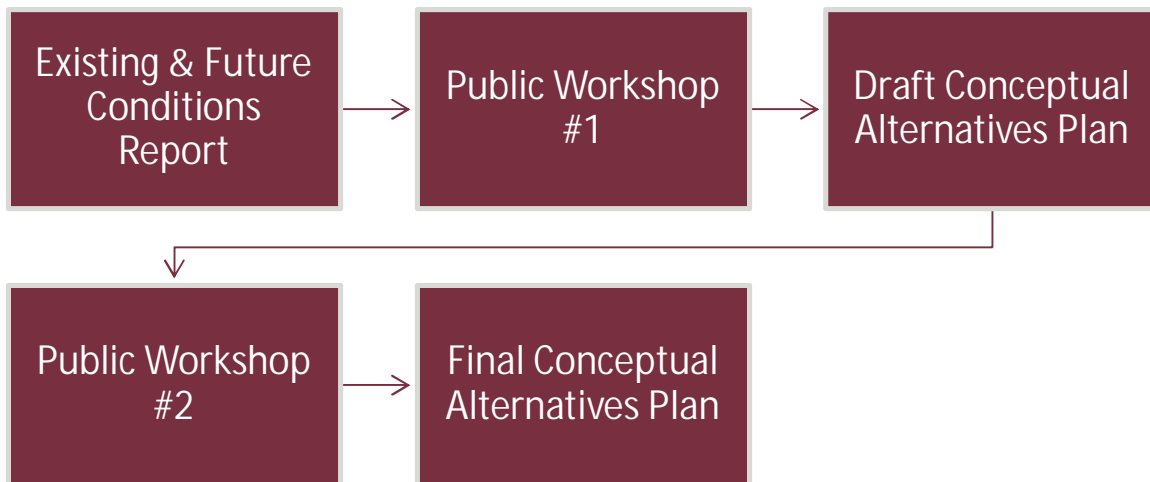 Existing & Future
Conditions
Report
Public Workshop
#1
Draft Conceptual
Alternatives Plan
Public Workshop
#2
Final Conceptual
Alternatives Plan